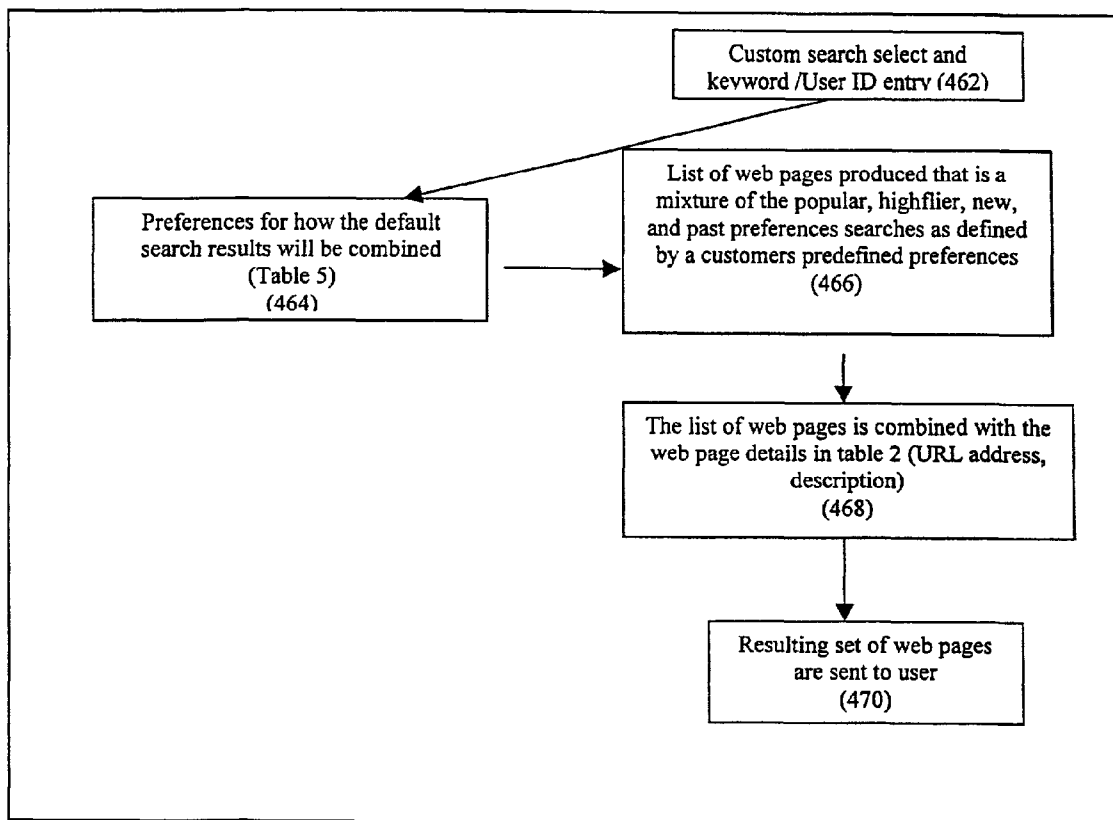 Custom search select and
keyword /User ID entry (462)
List of web pages produced that is a
mixture of the popular, highflier, new,
and past preferences searches as defined
by a customers predefined preferences
(466)
Preferences for how the default
search results will be combined
(Table 5)
(464)
The list of web pages is combined with the
web page details in table 2 (URL address,
description)
(468)
Resulting set of web pages
are sent to user
(470)